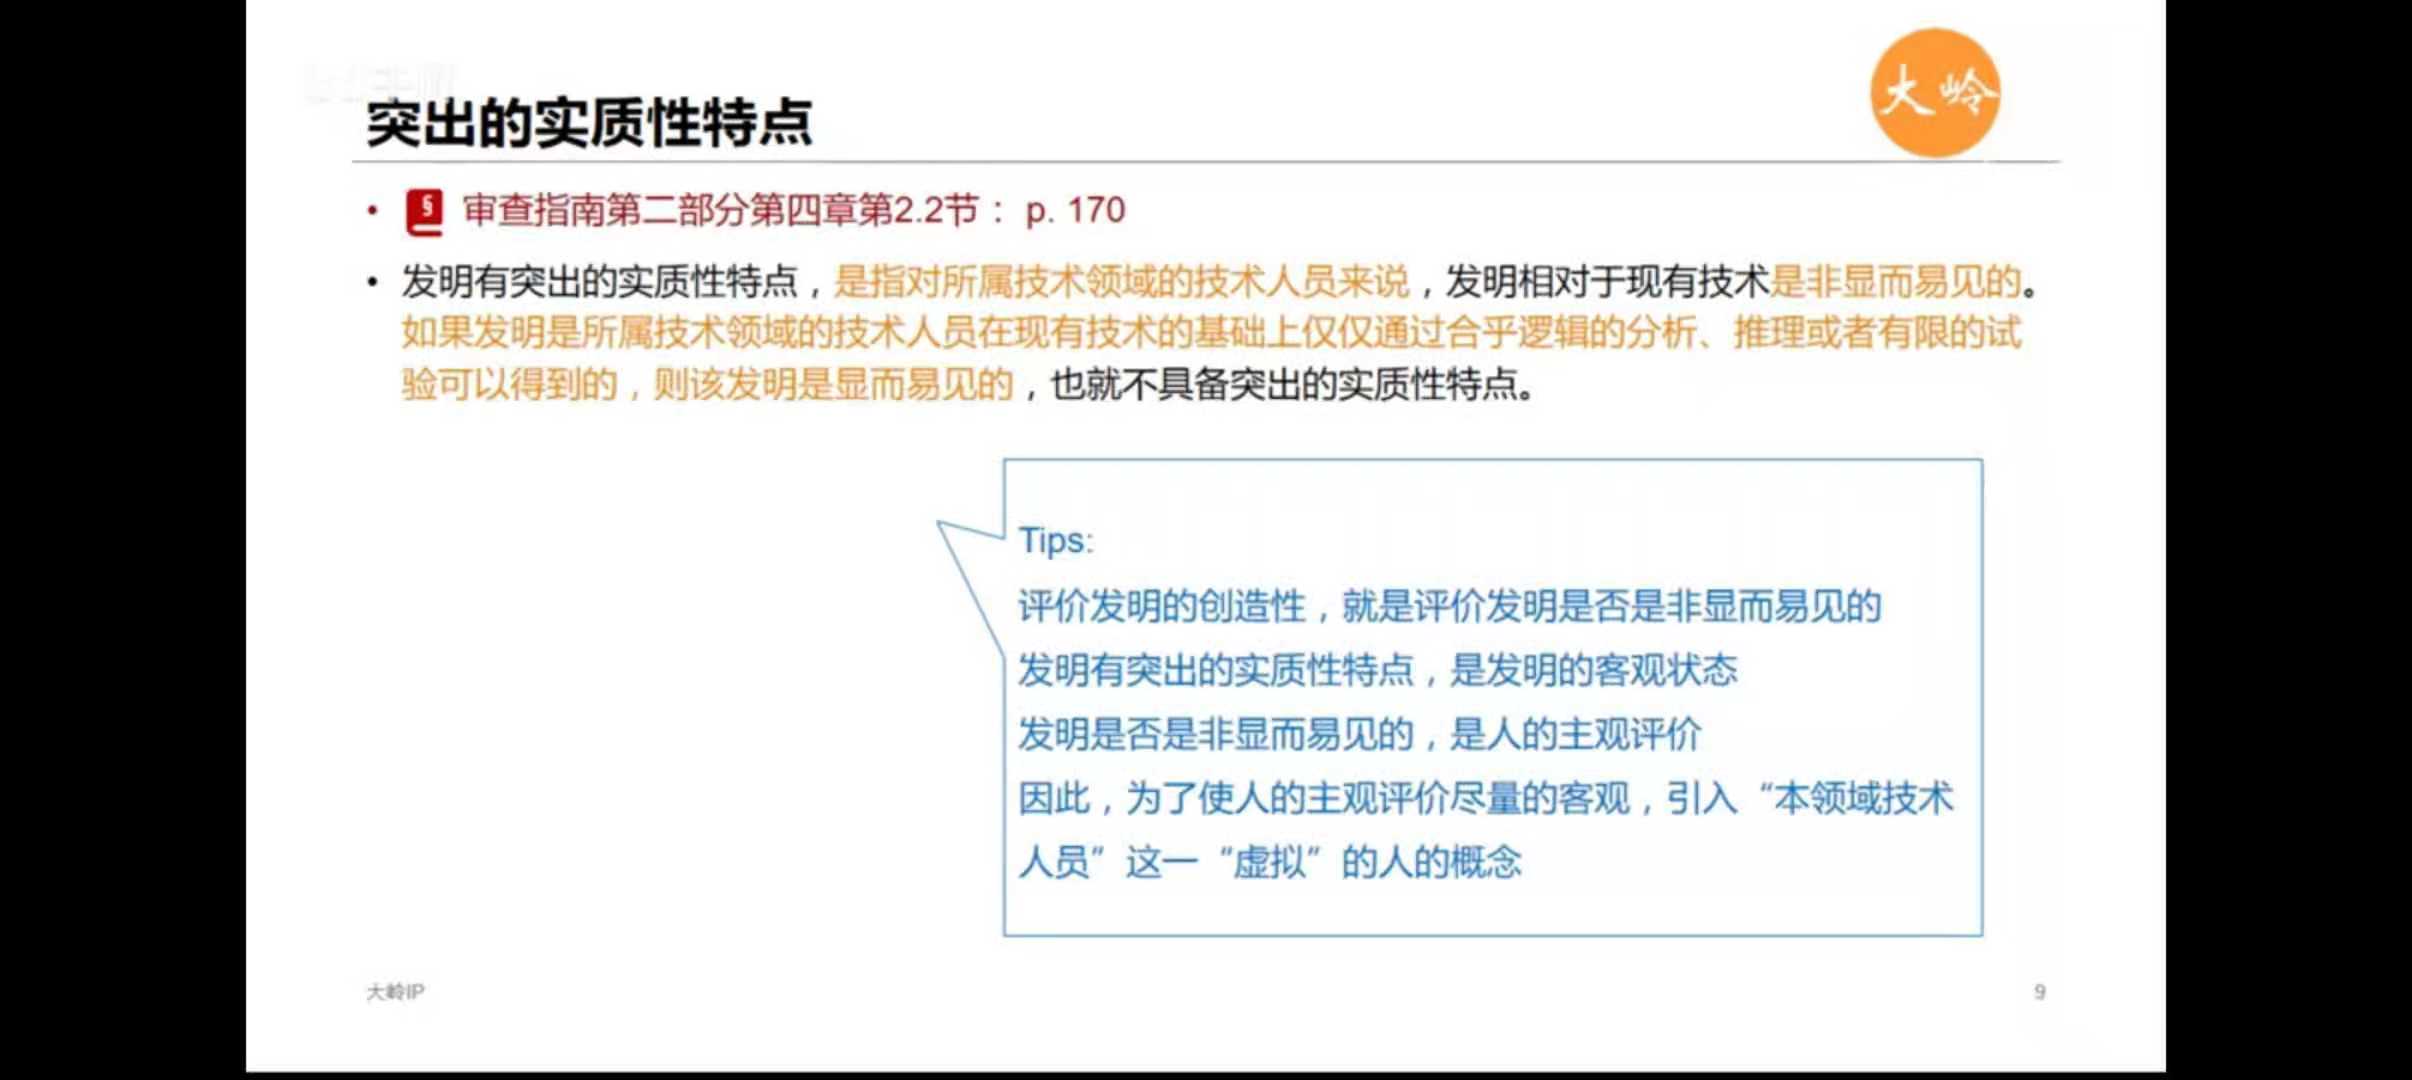 突出的实质性特点
大岭
• § 审查指南第二部分第四章第2.2节： p. 170
• 发明有突出的实质性特点，是指对所属技术领域的技术人员来说，发明相对于现有技术是非显而易见的。
如果发明是所属技术领域的技术人员在现有技术的基础上仅仅通过合乎逻辑的分析、推理或者有限的试
验可以得到的，则该发明是显而易见的，也就不具备突出的实质性特点。
Tips:
评价发明的创造性，就是评价发明是否是非显而易见的
发明有突出的实质性特点，是发明的客观状态
发明是否是非显而易见的，是人的主观评价
因此，为了使人的主观评价尽量的客观，引入“本领域技术
人员”这一“虚拟”的人的概念
大岭IP
9